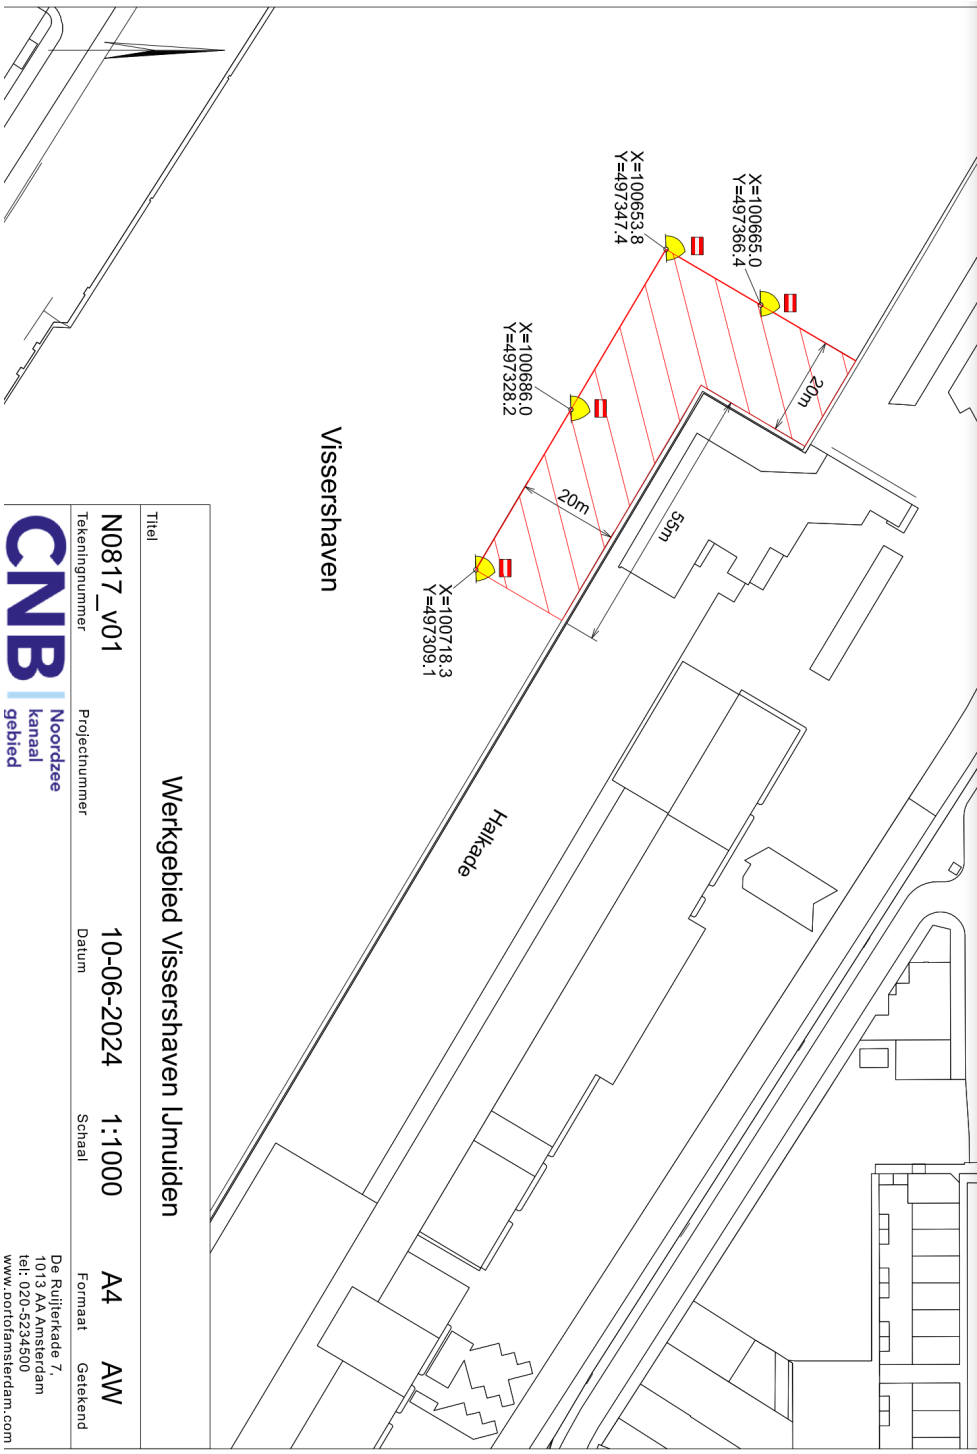 X=100665.0
Y=497366.4
X=100653.8
Y=497347.4
20m
X=100686.0
Y=497328.2
55m
20m
X=100718.3
Y=497309.1
Vissershaven
Halkade
Titel
Werkgebied Vissershaven IJmuiden
N0817_v01
10-06-2024
1:1000
A4
AW
Tekeningnummer
Projectnummer
Datum
Schaal
Formaat
Getekend
CNB
Noordzee
kanaal
gebied
De Ruijterkade 7,
1013 AA Amsterdam
tel: 020-5234500
www.portofamsterdam.com